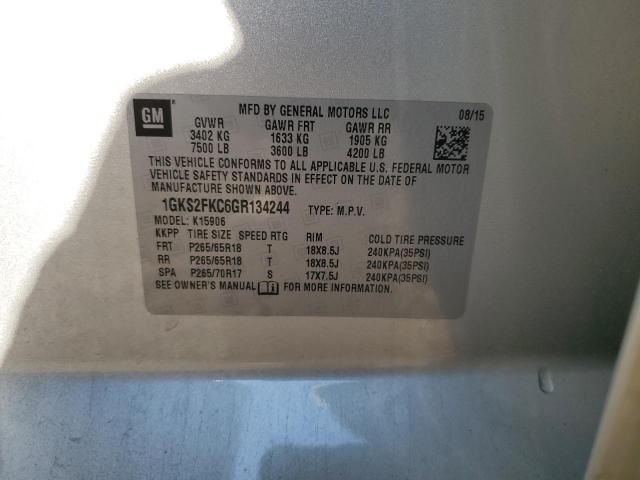 GM
MFD BY GENERAL MOTORS LLC 08/15
GVWR GAWR FRT GAWR RR
3402 KG 1633 KG 1905 KG
7500 LB 3600 LB 4200 LB
THIS VEHICLE CONFORMS TO ALL APPLICABLE U.S. FEDERAL MOTOR
VEHICLE SAFETY STANDARDS IN EFFECT ON THE DATE OF
MANUFACTURE SHOWN ABOVE.
1GKS2FKC6GR134244 TYPE: M.P.V.
MODEL: K15906
KKPP TIRE SIZE SPEED RTG RIM COLD TIRE PRESSURE
FRT P265/65R18 T 18X8.5J 240KPA(35PSI)
RR P265/65R18 T 18X8.5J 240KPA(35PSI)
SPA P265/70R17 S 17X7.5J 240KPA(35PSI)
SEE OWNER'S MANUAL FOR MORE INFORMATION.